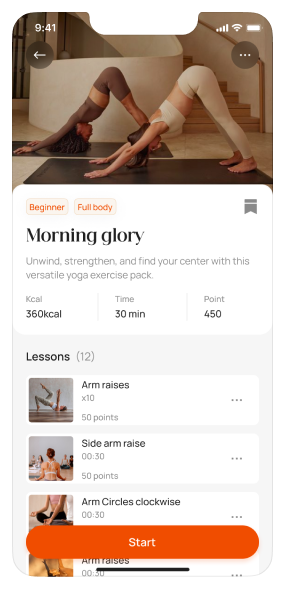 9:41
Beginner Full body
Morning glory
Unwind, strengthen, and find your center with this
versatile yoga exercise pack.
Kcal Time Point
360kcal 30 min 450
Lessons (12)
Arm raises
x10
50 points
Side arm raise
00:30
50 points
Arm Circles clockwise
00:30
Start
Arm raises
00:30